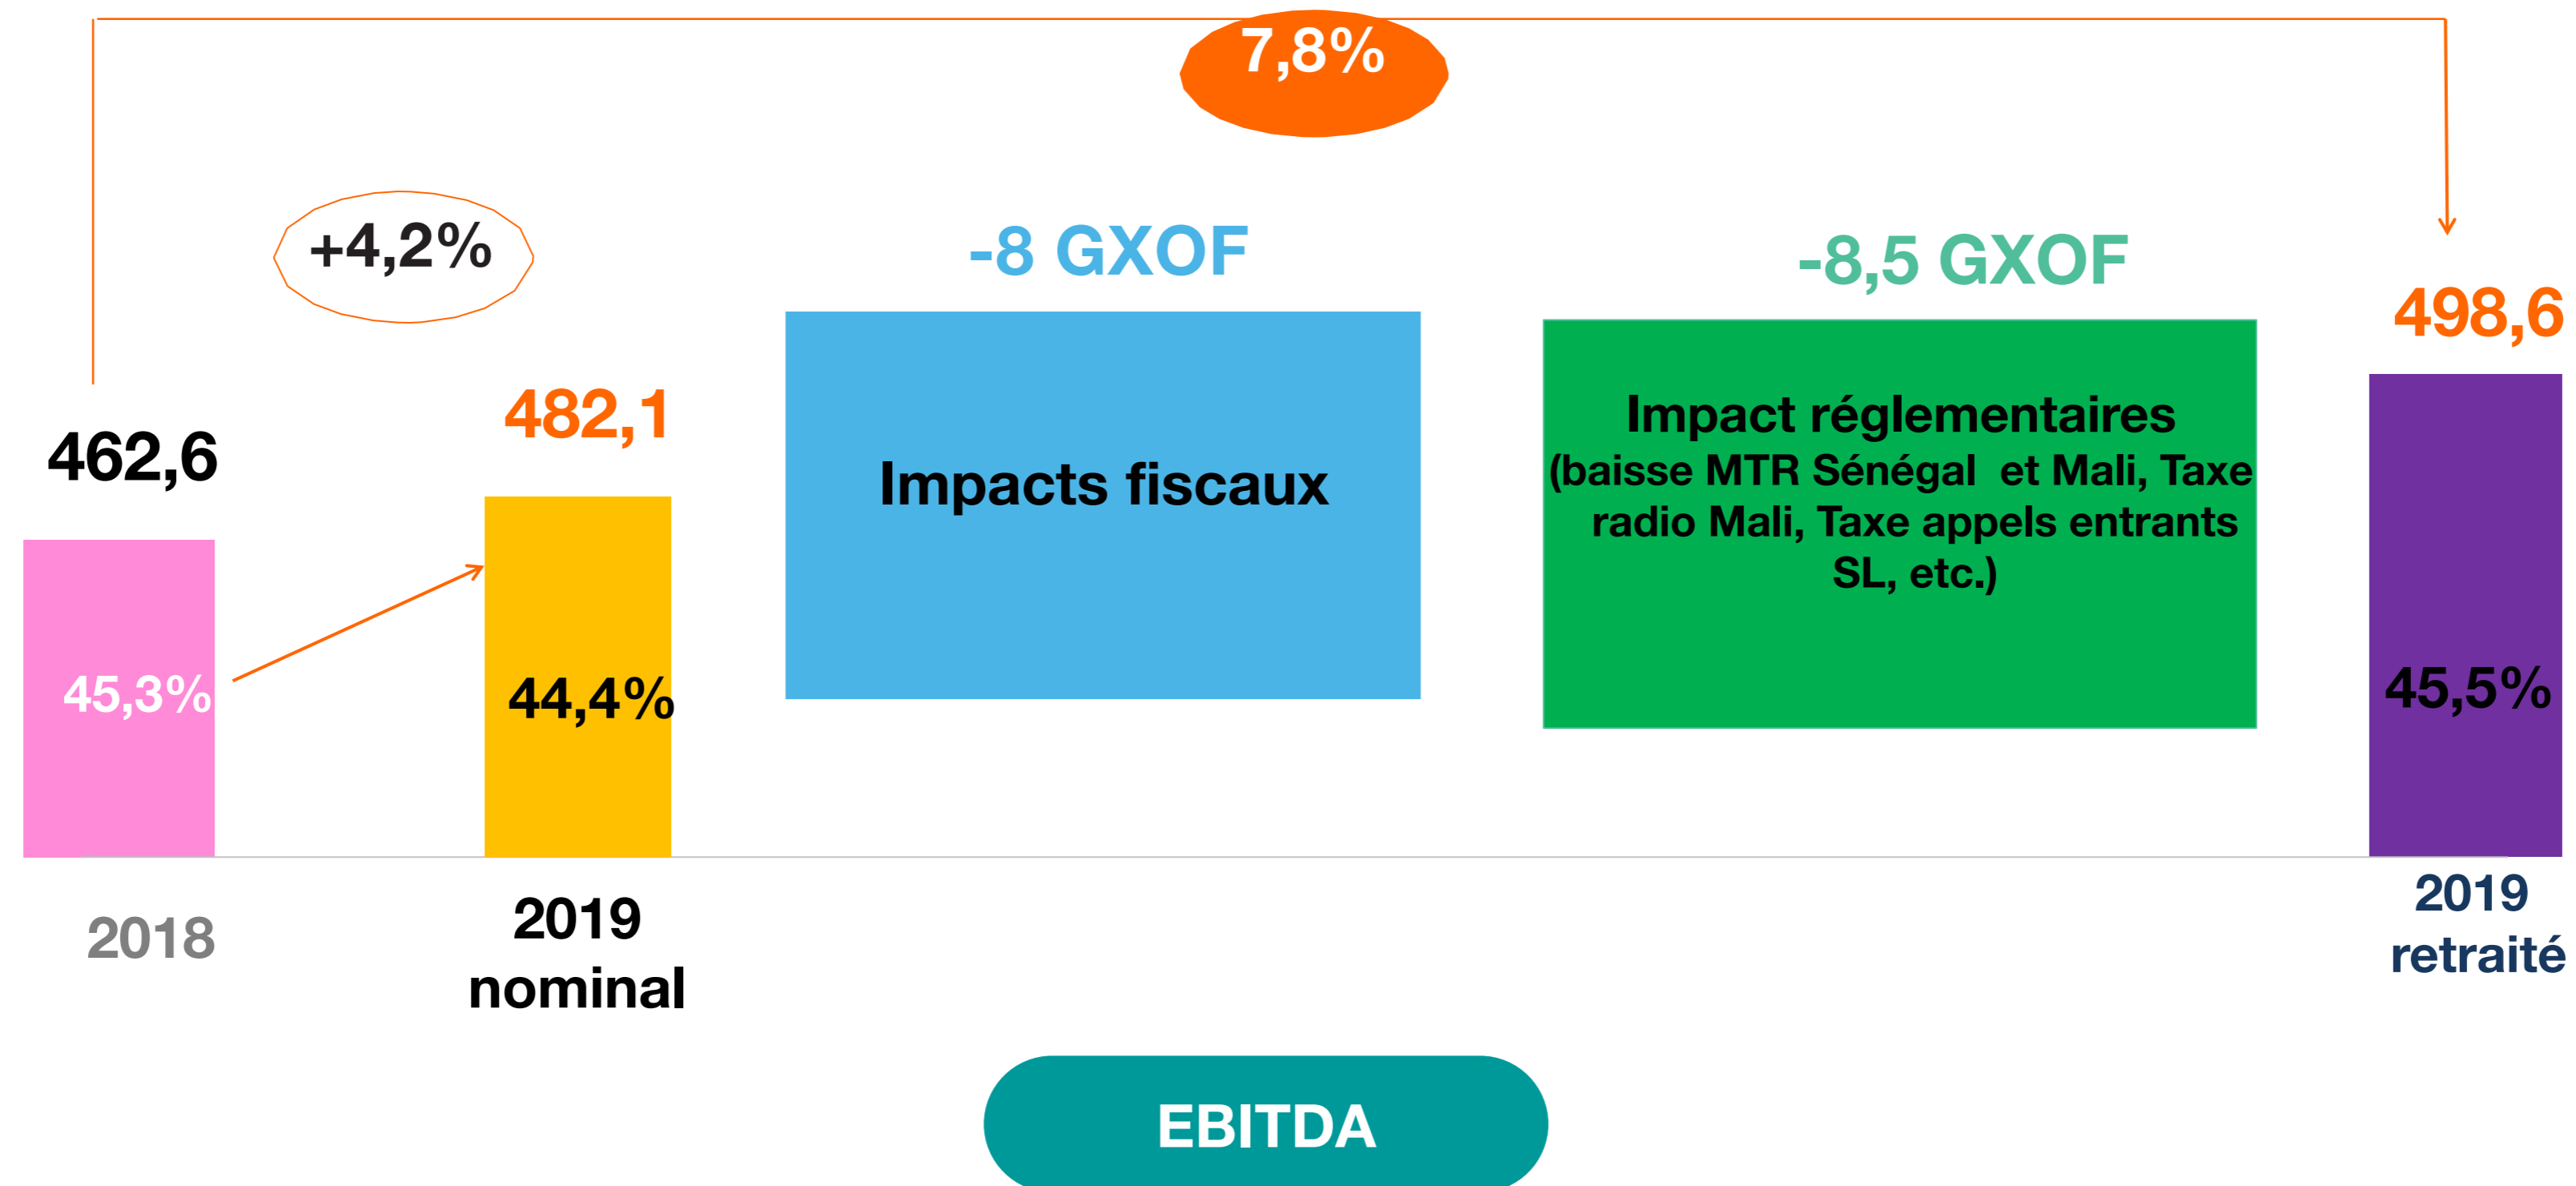 7,8%
+4,2%
-8 GXOF
-8,5 GXOF
498,6
482,1
462,6
Impacts fiscaux
Impact réglementaires
(baisse MTR Sénégal et Mali, Taxe
radio Mali, Taxe appels entrants
SL, etc.)
45,3%
44,4%
45,5%
2018
2019
nominal
2019
retraité
EBITDA